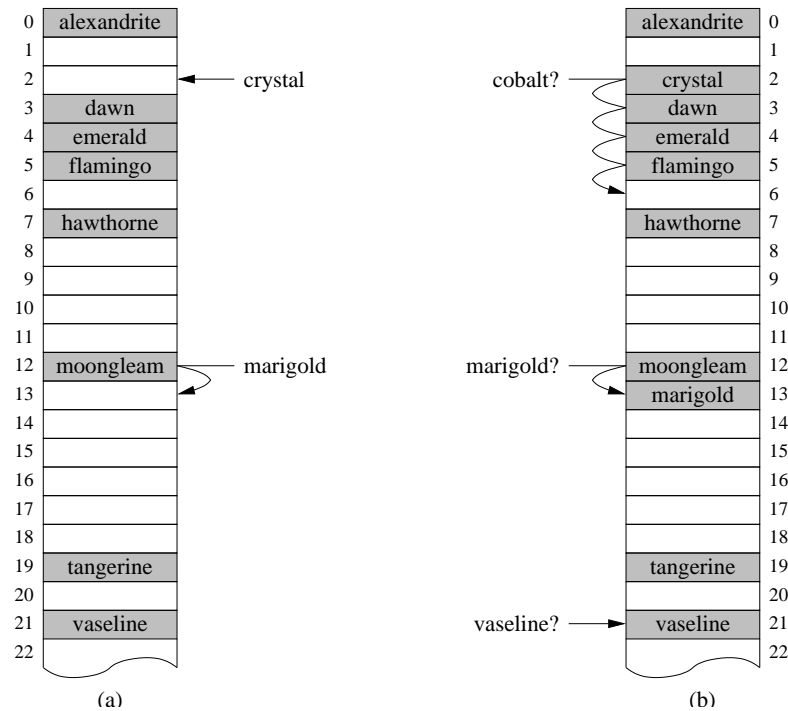 0 alexandrite
1
2 crystal
3 dawn
4 emerald
5 flamingo
6
7 hawthorne
8
9
10
11
12 moongleam marigold
13
14
15
16
17
18
19 tangerine
20
21 vaseline
22
(a)
alexandrite 0
1
cobalt? crystal 2
dawn 3
emerald 4
flamingo 5
6
hawthorne 7
8
9
10
11
marigold? moongleam 12
marigold 13
14
15
16
17
18
tangerine 19
20
vaseline? vaseline 21
22
(b)